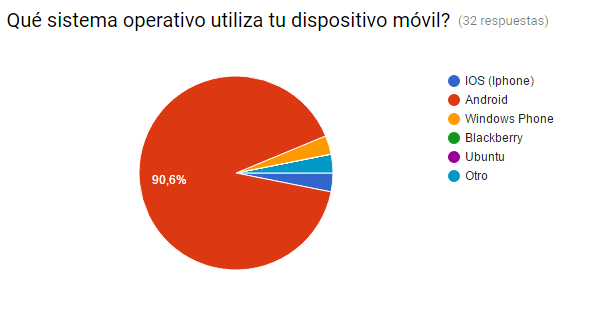 Qué sistema operativo utiliza tu dispositivo móvil? (32 respuestas)
IOS (Iphone)
Android
Windows Phone
Blackberry
Ubuntu
Otro
90,6%